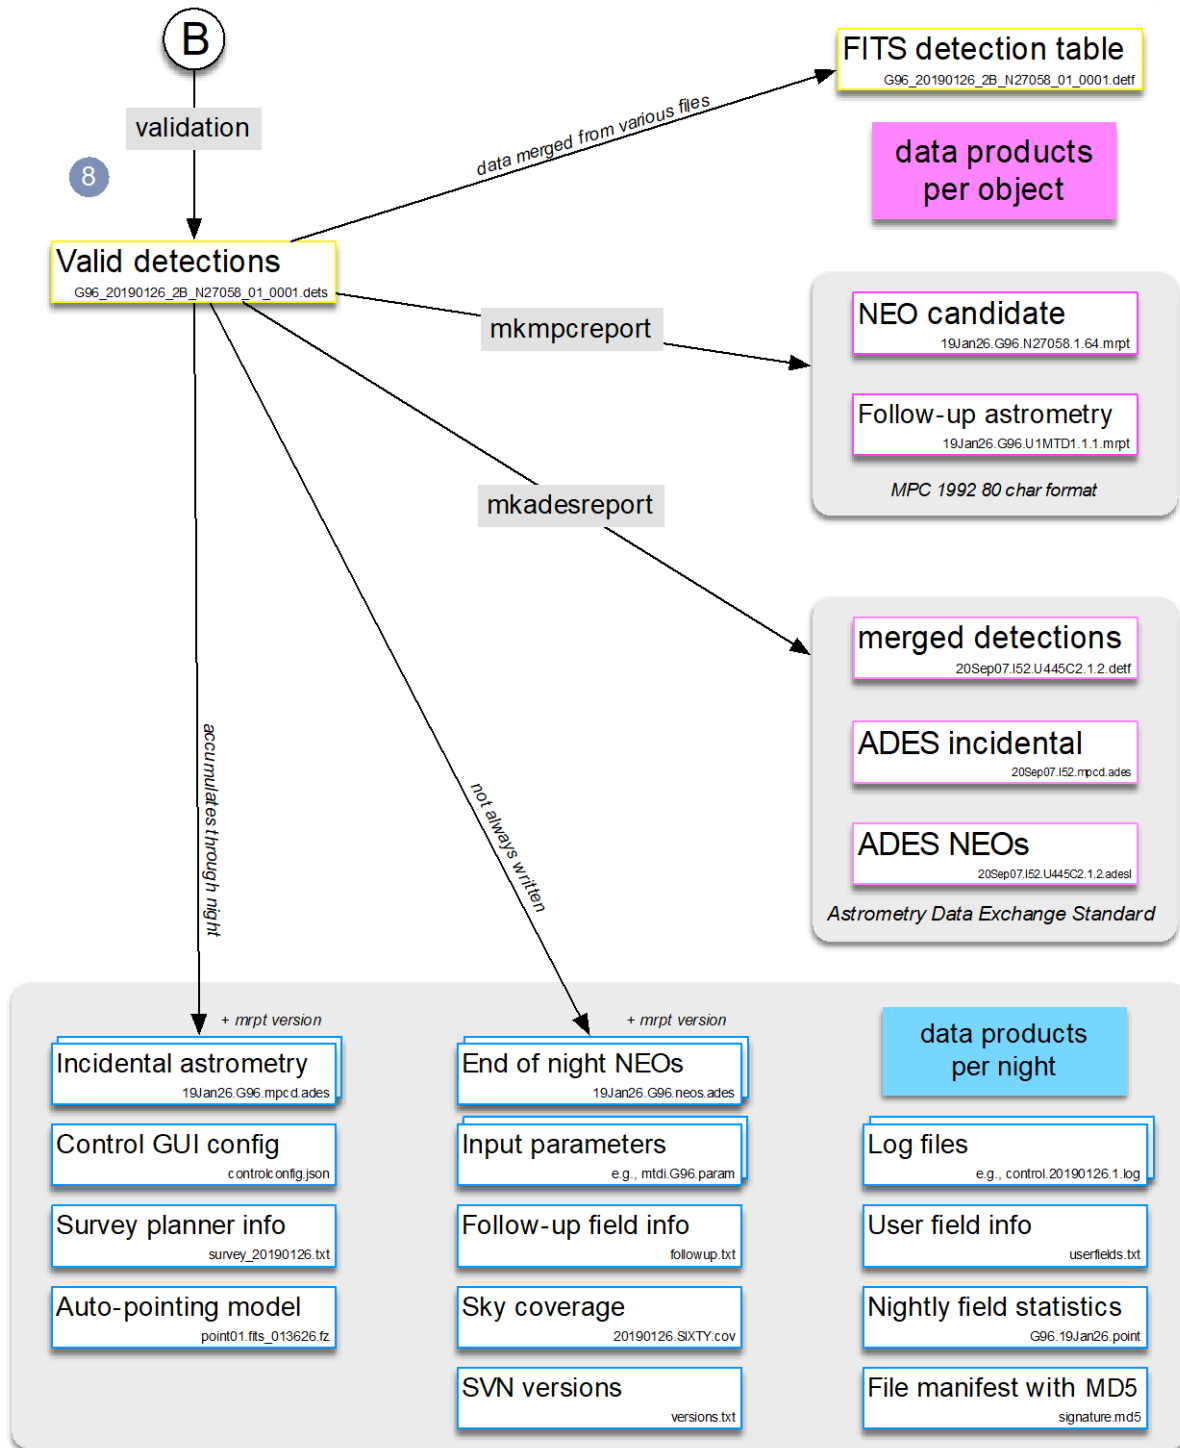 B
validation
8
FITS detection table
G96_20190126_2B_N27058_01_0001.detf
data merged from various files
data products
per object
Valid detections
G96_20190126_2B_N27058_01_0001.dets
mkmpcreport
NEO candidate
19Jan26.G96.N27058.1.64.mrpt
Follow-up astrometry
19Jan26.G96.U1MTD1.1.1.mrpt
MPC 1992 80 char format
mkadesreport
merged detections
20Sep07.I52.U445C2.1.2.detf
ADES incidental
20Sep07.I52.mpcd.ades
ADES NEOs
20Sep07.I52.U445C2.1.2.adesl
Astrometry Data Exchange Standard
accumulates through night
not always written
+ mrpt version
Incidental astrometry
19Jan26.G96.mpcd.ades
Control GUI config
controlconfig.json
Survey planner info
survey_20190126.txt
Auto-pointing model
point01.fits_013626.fz
+ mrpt version
End of night NEOs
19Jan26.G96.neos.ades
Input parameters
e.g., mtdi.G96.param
Follow-up field info
followup.txt
Sky coverage
20190126.SIXTY.cov
SVN versions
versions.txt
data products
per night
Log files
e.g., control.20190126.1.log
User field info
userfields.txt
Nightly field statistics
G96.19Jan26.point
File manifest with MD5
signature.md5